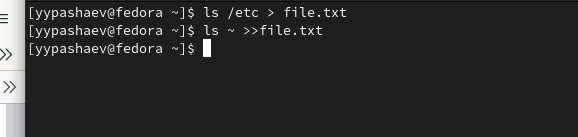 [yypashaev@fedora ~]$ ls /etc > file.txt
[yypashaev@fedora ~]$ ls ~ >>file.txt
[yypashaev@fedora ~]$